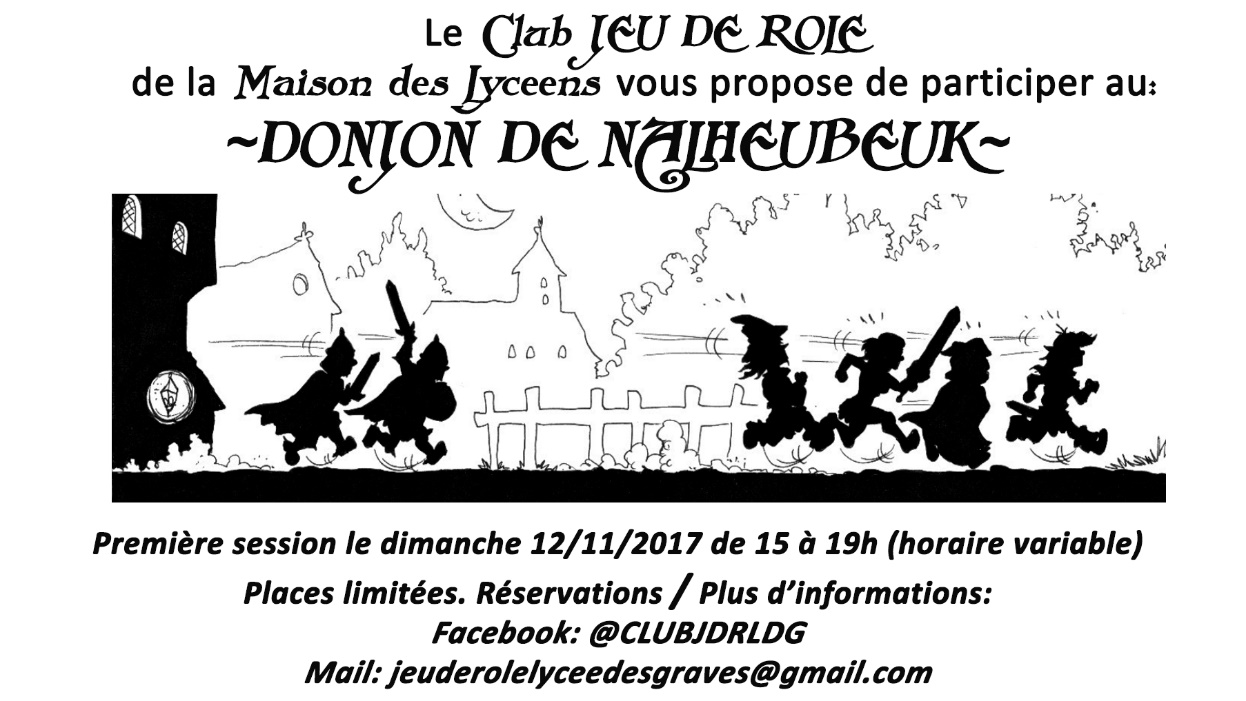 Le Club JEU DE ROLE
de la Maison des Lyceens vous propose de participer au:
~DONJON DE NALHEUBEUK~
Première session le dimanche 12/11/2017 de 15 à 19h (horaire variable)
Places limitées. Réservations / Plus d’informations:
Facebook: @CLUBJDRLDG
Mail: jeuderolelyceedesgraves@gmail.com